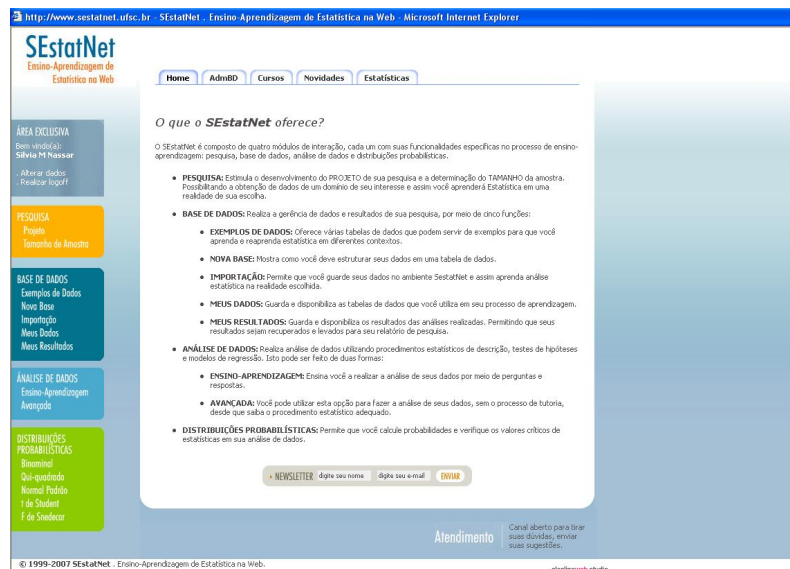 http://www.sestatnet.ufsc.br - SEstatNet . Ensino-Aprendizagem de Estatística na Web - Microsoft Internet Explorer
SEstatNet
Ensino-Aprendizagem de
Estatística na Web
Home AdmBD Cursos Novidades Estatísticas
ÁREA EXCLUSIVA
Bem vindo(a):
Silvia M Nassar
. Alterar dados
. Realizar logoff
PESQUISA
Projeto
Tamanho de Amostra
BASE DE DADOS
Exemplos de Dados
Nova Base
Importação
Meus Dados
Meus Resultados
ÁNALISE DE DADOS
Ensino-Aprendizagem
Avançada
DISTRIBUIÇÕES
PROBABILÍSTICAS
Binominal
Qui-quadrado
Normal Padrão
t de Student
F de Snedecor
O que o SEstatNet oferece?
O SEstatNet é composto de quatro módulos de interação, cada um com suas funcionalidades específicas no processo de ensino-
aprendizagem: pesquisa, base de dados, análise de dados e distribuições probabilísticas.
• PESQUISA: Estimula o desenvolvimento do PROJETO de sua pesquisa e a determinação do TAMANHO da amostra.
Possibilitando a obtenção de dados de um domínio de seu interesse e assim você aprenderá Estatística em uma
realidade de sua escolha.
• BASE DE DADOS: Realiza a gerência de dados e resultados de sua pesquisa, por meio de cinco funções:
• EXEMPLOS DE DADOS: Oferece várias tabelas de dados que podem servir de exemplos para que você
aprenda e reaprenda estatística em diferentes contextos.
• NOVA BASE: Mostra como você deve estruturar seus dados em uma tabela de dados.
• IMPORTAÇÃO: Permite que você guarde seus dados no ambiente SestatNet e assim aprenda análise
estatística na realidade escolhida.
• MEUS DADOS: Guarda e disponibiliza as tabelas de dados que você utiliza em seu processo de aprendizagem.
• MEUS RESULTADOS: Guarda e disponibiliza os resultados das análises realizadas. Permitindo que seus
resultados sejam recuperados e levados para seu relatório de pesquisa.
• ANÁLISE DE DADOS: Realiza análise de dados utilizando procedimentos estatísticos de descrição, testes de hipóteses
e modelos de regressão. Isto pode ser feito de duas formas:
• ENSINO-APRENDIZAGEM: Ensina você a realizar a análise de seus dados por meio de perguntas e
respostas.
• AVANÇADA: Você pode utilizar esta opção para fazer a análise de seus dados, sem o processo de tutoria,
desde que saiba o procedimento estatístico adequado.
• DISTRIBUIÇÕES PROBABILÍSTICAS: Permite que você calcule probabilidades e verifique os valores críticos de
estatísticas em sua análise de dados.
• NEWSLETTER digite seu nome digite seu e-mail ENVIAR
Atendimento
Canal aberto para tirar
suas dúvidas, enviar
suas sugestões.
© 1999-2007 SEstatNet . Ensino-Aprendizagem de Estatística na Web.